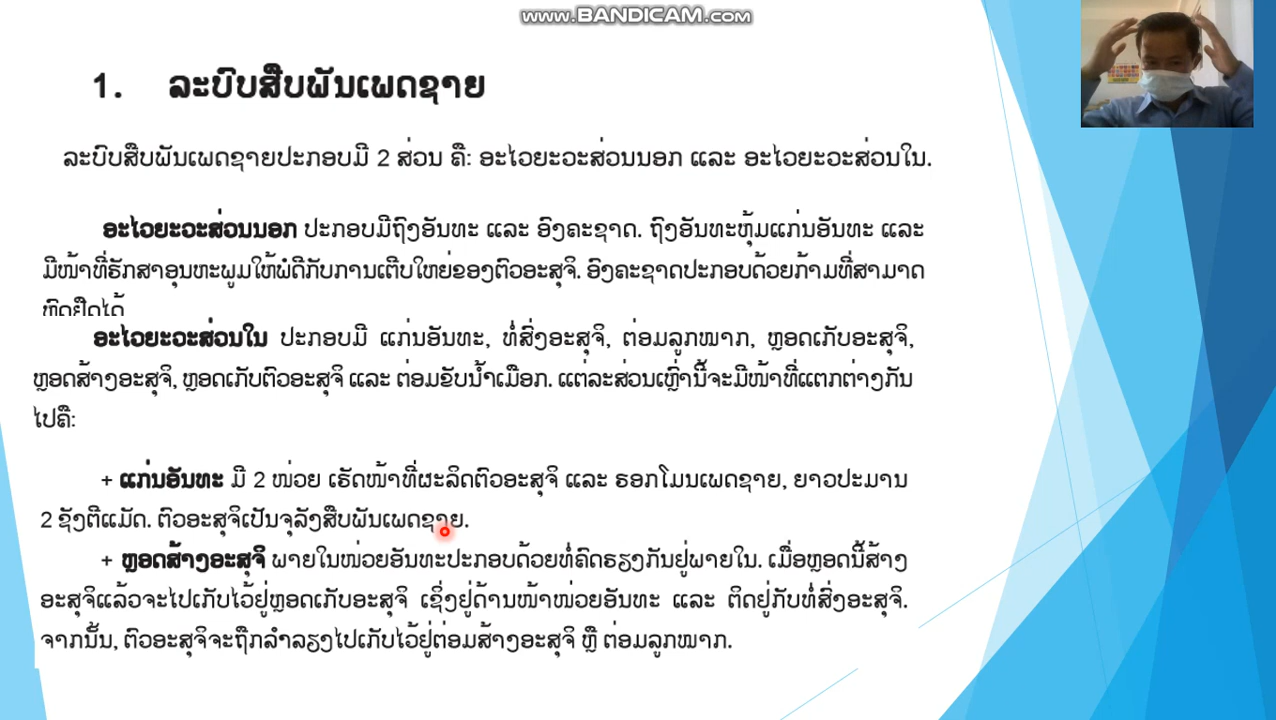 www.BANDICAM.com
1. ລະບົບສືບພັນເພດຊາຍ
ລະບົບສືບພັນເພດຊາຍປະກອບມີ 2 ສ່ວນ ຄື: ອະໄວຍະວະສ່ວນນອກ ແລະ ອະໄວຍະວະສ່ວນໃນ.
ອະໄວຍະວະສ່ວນນອກ ປະກອບມີຖົງອັນທະ ແລະ ອົງຄະຊາດ. ຖົງອັນທະຫຸ້ມແກ່ນອັນທະ ແລະ
ມີໜ້າທີ່ຮັກສາອຸນຫະພູມໃຫ້ພໍດີກັບການເຕີບໃຫຍ່ຂອງຕົວອະສຸຈິ. ອົງຄະຊາດປະກອບດ້ວຍກ້າມທີ່ສາມາດ
ຫົດຢືດໄດ້
ອະໄວຍະວະສ່ວນໃນ ປະກອບມີ ແກ່ນອັນທະ, ທໍ່ສົ່ງອະສຸຈິ, ຕ່ອມລູກໝາກ, ຫຼອດເກັບອະສຸຈິ,
ຫຼອດສ້າງອະສຸຈິ, ຫຼອດເກັບຕົວອະສຸຈິ ແລະ ຕ່ອມຂັບນ້ຳເມືອກ. ແຕ່ລະສ່ວນເຫຼົ່ານີ້ຈະມີໜ້າທີ່ແຕກຕ່າງກັນ
ໄປຄື:
+ ແກ່ນອັນທະ ມີ 2 ໜ່ວຍ ເຮັດໜ້າທີ່ຜະລິດຕົວອະສຸຈິ ແລະ ຮອກໂມນເພດຊາຍ, ຍາວປະມານ
2 ຊັງຕີແມັດ. ຕົວອະສຸຈິເປັນຈຸລັງສືບພັນເພດຊາຍ.
+ ຫຼອດສ້າງອະສຸຈິ ພາຍໃນໜ່ວຍອັນທະປະກອບດ້ວຍທໍ່ຄົດຮຽງກັນຢູ່ພາຍໃນ. ເມື່ອຫຼອດນີ້ສ້າງ
ອະສຸຈິແລ້ວຈະໄປເກັບໄວ້ຢູ່ຫຼອດເກັບອະສຸຈິ ເຊິ່ງຢູ່ດ້ານໜ້າໜ່ວຍອັນທະ ແລະ ຕິດຢູ່ກັບທໍ່ສົ່ງອະສຸຈິ.
ຈາກນັ້ນ, ຕົວອະສຸຈິຈະຖືກລຳລຽງໄປເກັບໄວ້ຢູ່ຕ່ອມສ້າງອະສຸຈິ ຫຼື ຕ່ອມລູກໝາກ.